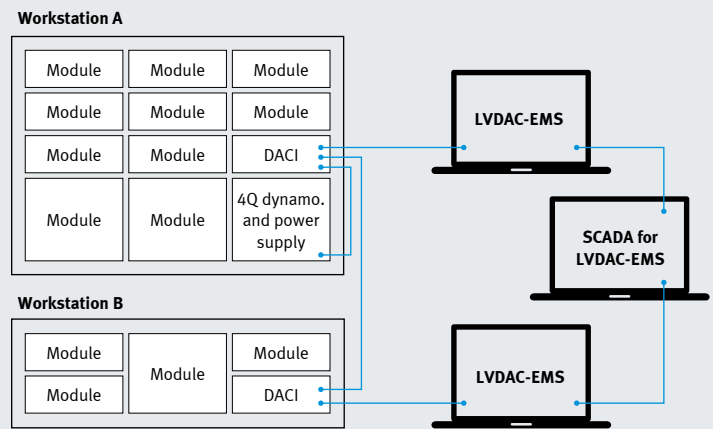 Workstation A
Module Module Module
Module Module Module
Module Module DACI
Module Module 4Q dynamo.
and power
supply
LVDAC-EMS
SCADA for
LVDAC-EMS
Workstation B
Module Module Module
Module DACI
LVDAC-EMS